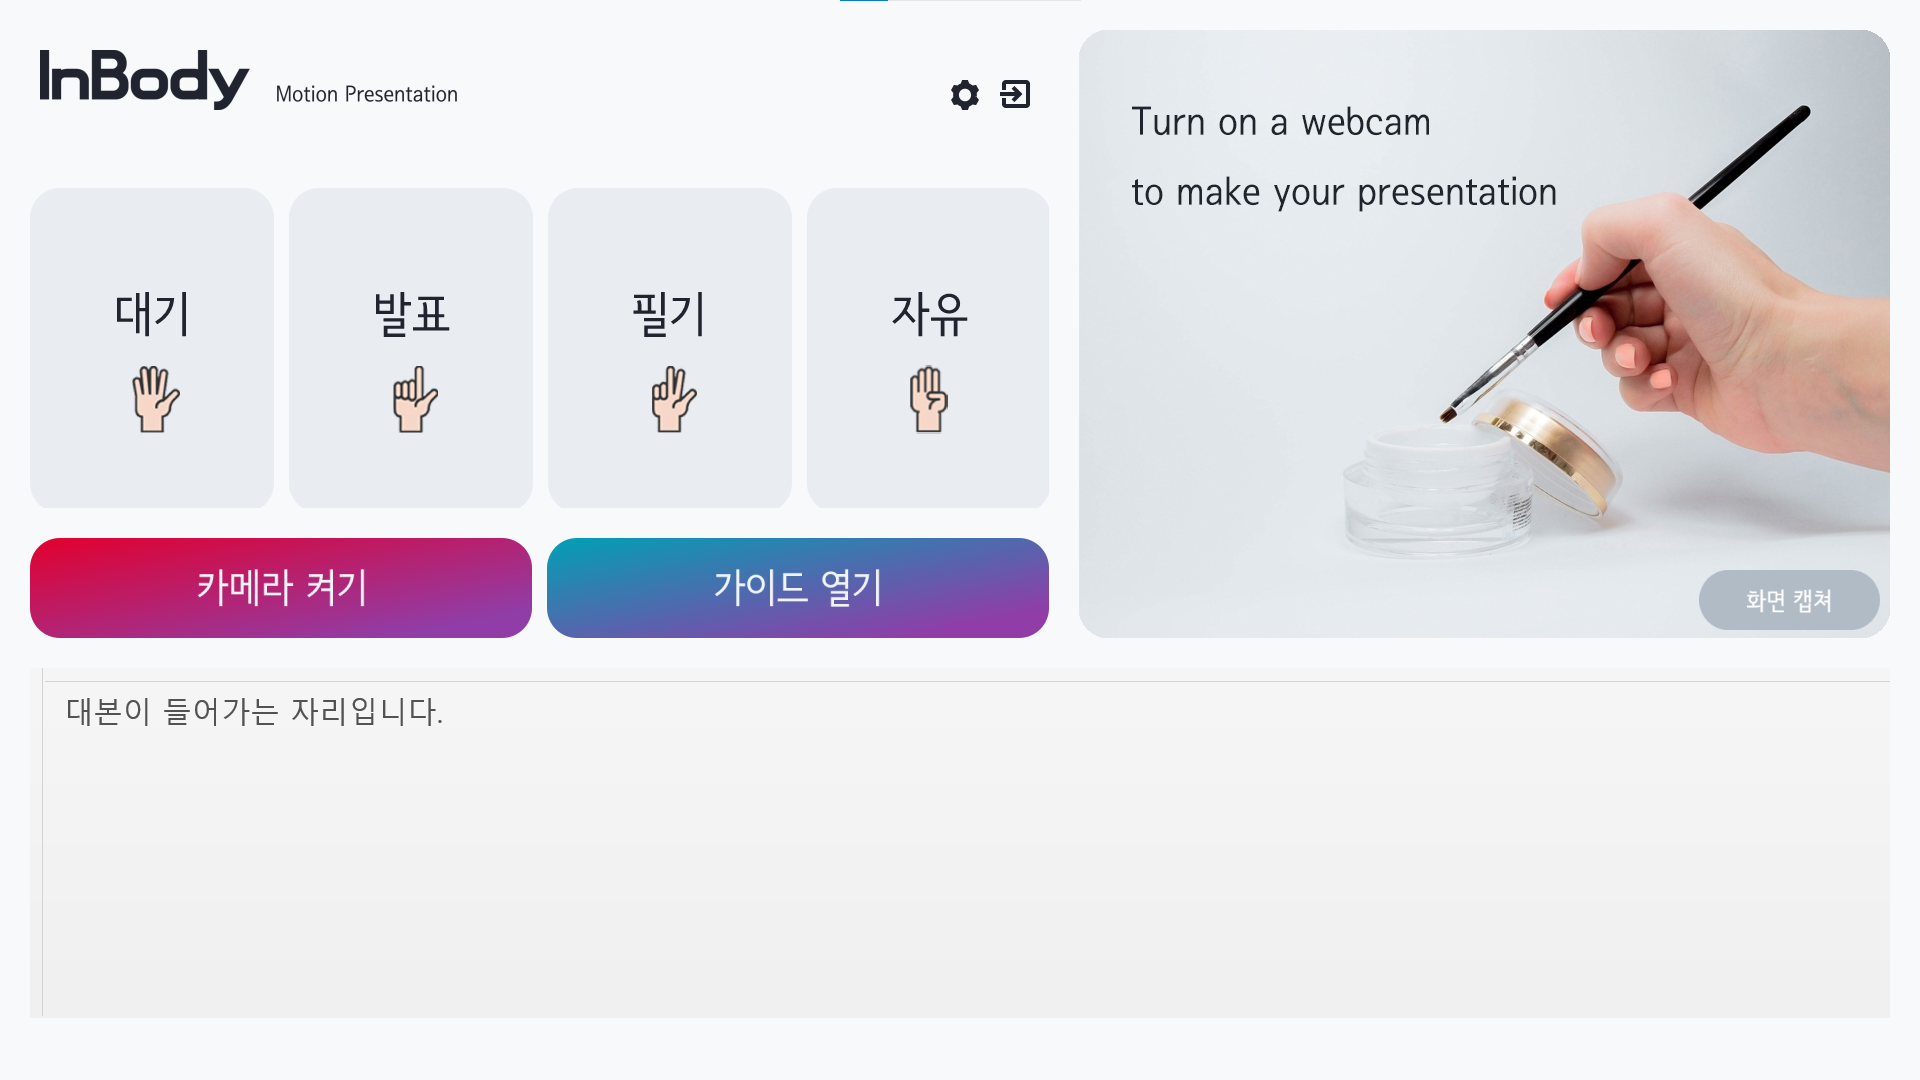 InBody
Motion Presentation
대기
발표
필기
자유
카메라 켜기
가이드 열기
Turn on a webcam
to make your presentation
화면 캡쳐
대본이 들어가는 자리입니다.